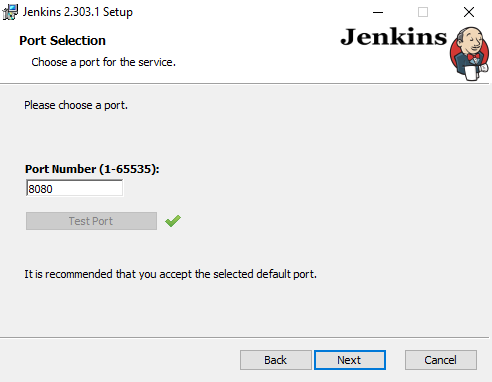 Jenkins 2.303.1 Setup
Port Selection
Choose a port for the service.
Jenkins
Please choose a port.
Port Number (1-65535):
8080
Test Port
It is recommended that you accept the selected default port.
Back
Next
Cancel